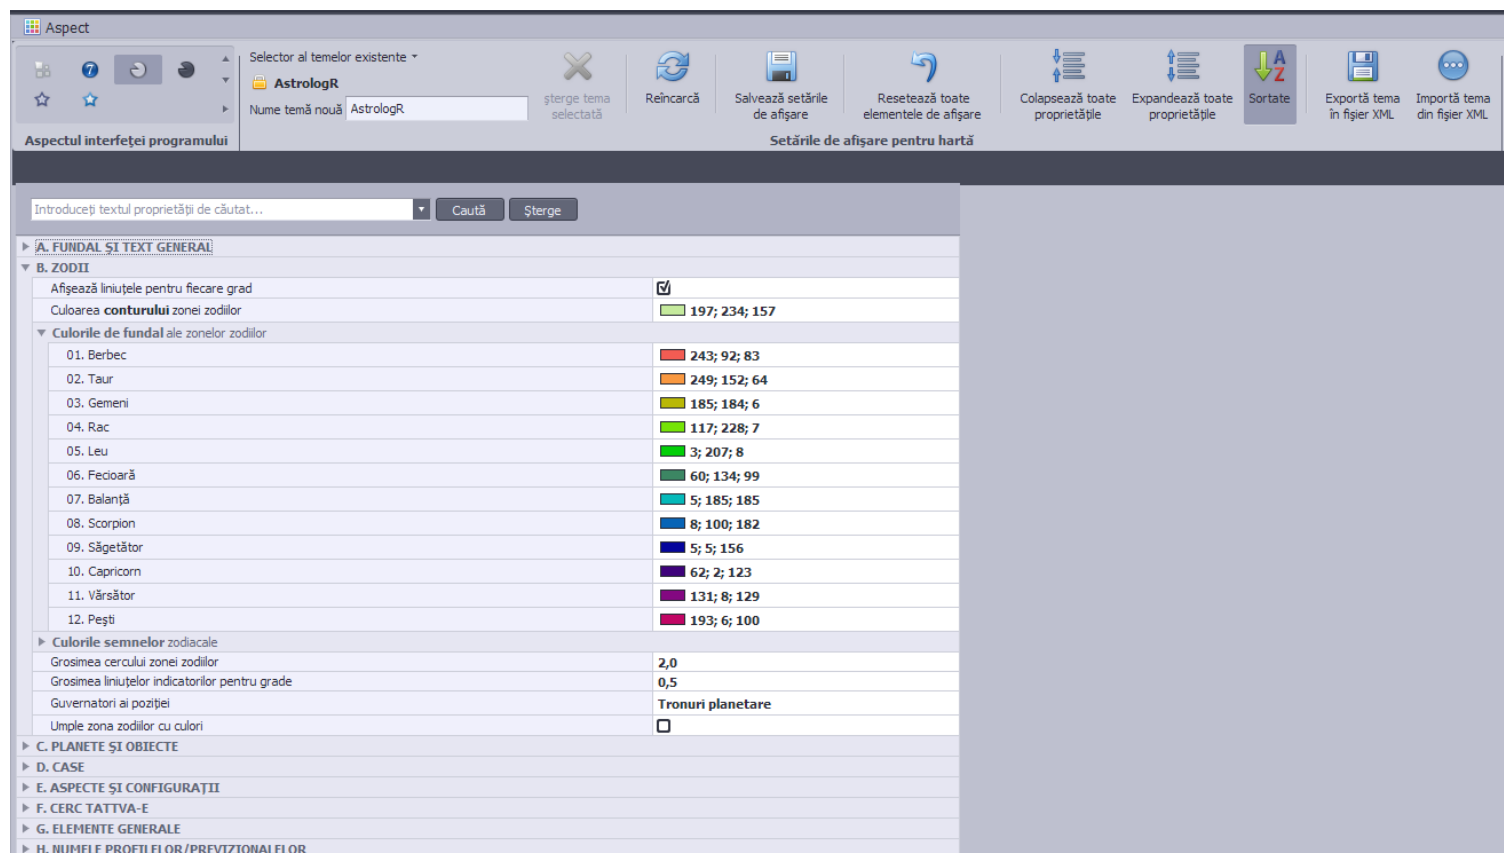 Aspect
Selector al temelor existente
AstrologR
Nume temă nouă AstrologR
Aspectul interfeței programului
șterge tema
selectată
Reîncarcă
Salvează setările
de afișare
Resetează toate
elementele de afișare
Colapsează toate
proprietățile
Expandează toate
proprietățile
Sortate
Exportă tema
în fișier XML
Importă tema
din fișier XML
Setările de afișare pentru hartă
Introduceți textul proprietății de căutat...
Caută
Șterge
A. FUNDAL ȘI TEXT GENERAL
B. ZODII
Afișează liniuțele pentru fiecare grad
Culoarea conturului zonei zodiilor 197; 234; 157
Culorile de fundal ale zonelor zodiilor
01. Berbec 243; 92; 83
02. Taur 249; 152; 64
03. Gemeni 185; 184; 6
04. Rac 117; 228; 7
05. Leu 3; 207; 8
06. Fecioară 60; 134; 99
07. Balanță 5; 185; 185
08. Scorpion 8; 100; 182
09. Săgetător 5; 5; 156
10. Capricorn 62; 2; 123
11. Vărsător 131; 8; 129
12. Pești 193; 6; 100
Culorile semnelor zodiacale
Grosimea cercului zonei zodiilor 2,0
Grosimea liniuțelor indicatorilor pentru grade 0,5
Guvernatori ai poziției Tronuri planetare
Umple zona zodiilor cu culori
C. PLANETE ȘI OBIECTE
D. CASE
E. ASPECTE ȘI CONFIGURAȚII
F. CERC TATTVA-E
G. ELEMENTE GENERALE
H. NUMELE PROFILELOR/PREVIZIONALELOR